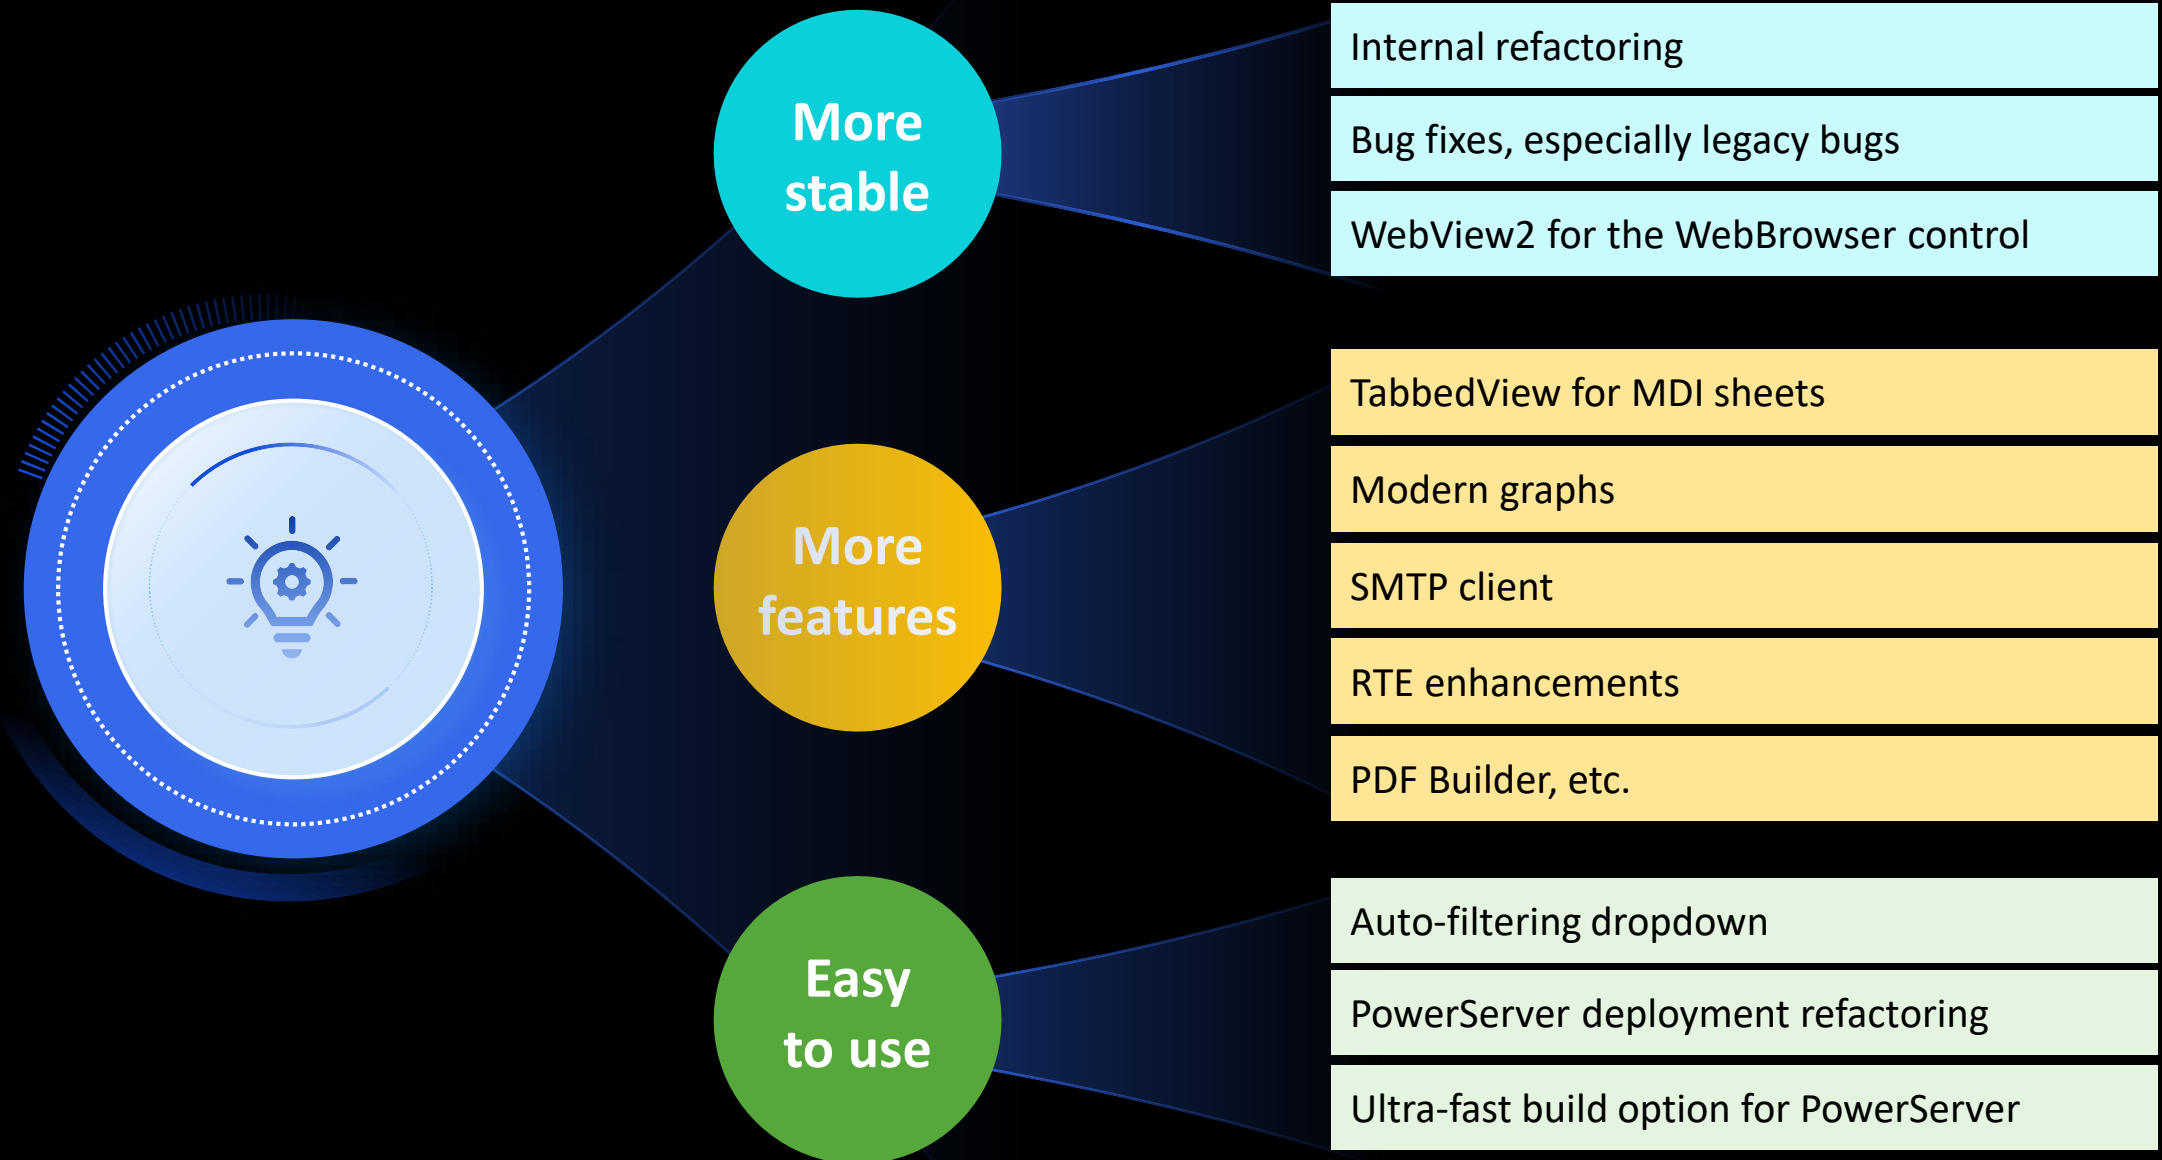 More
stable
Internal refactoring
Bug fixes, especially legacy bugs
WebView2 for the WebBrowser control
More
features
TabbedView for MDI sheets
Modern graphs
SMTP client
RTE enhancements
PDF Builder, etc.
Easy
to use
Auto-filtering dropdown
PowerServer deployment refactoring
Ultra-fast build option for PowerServer